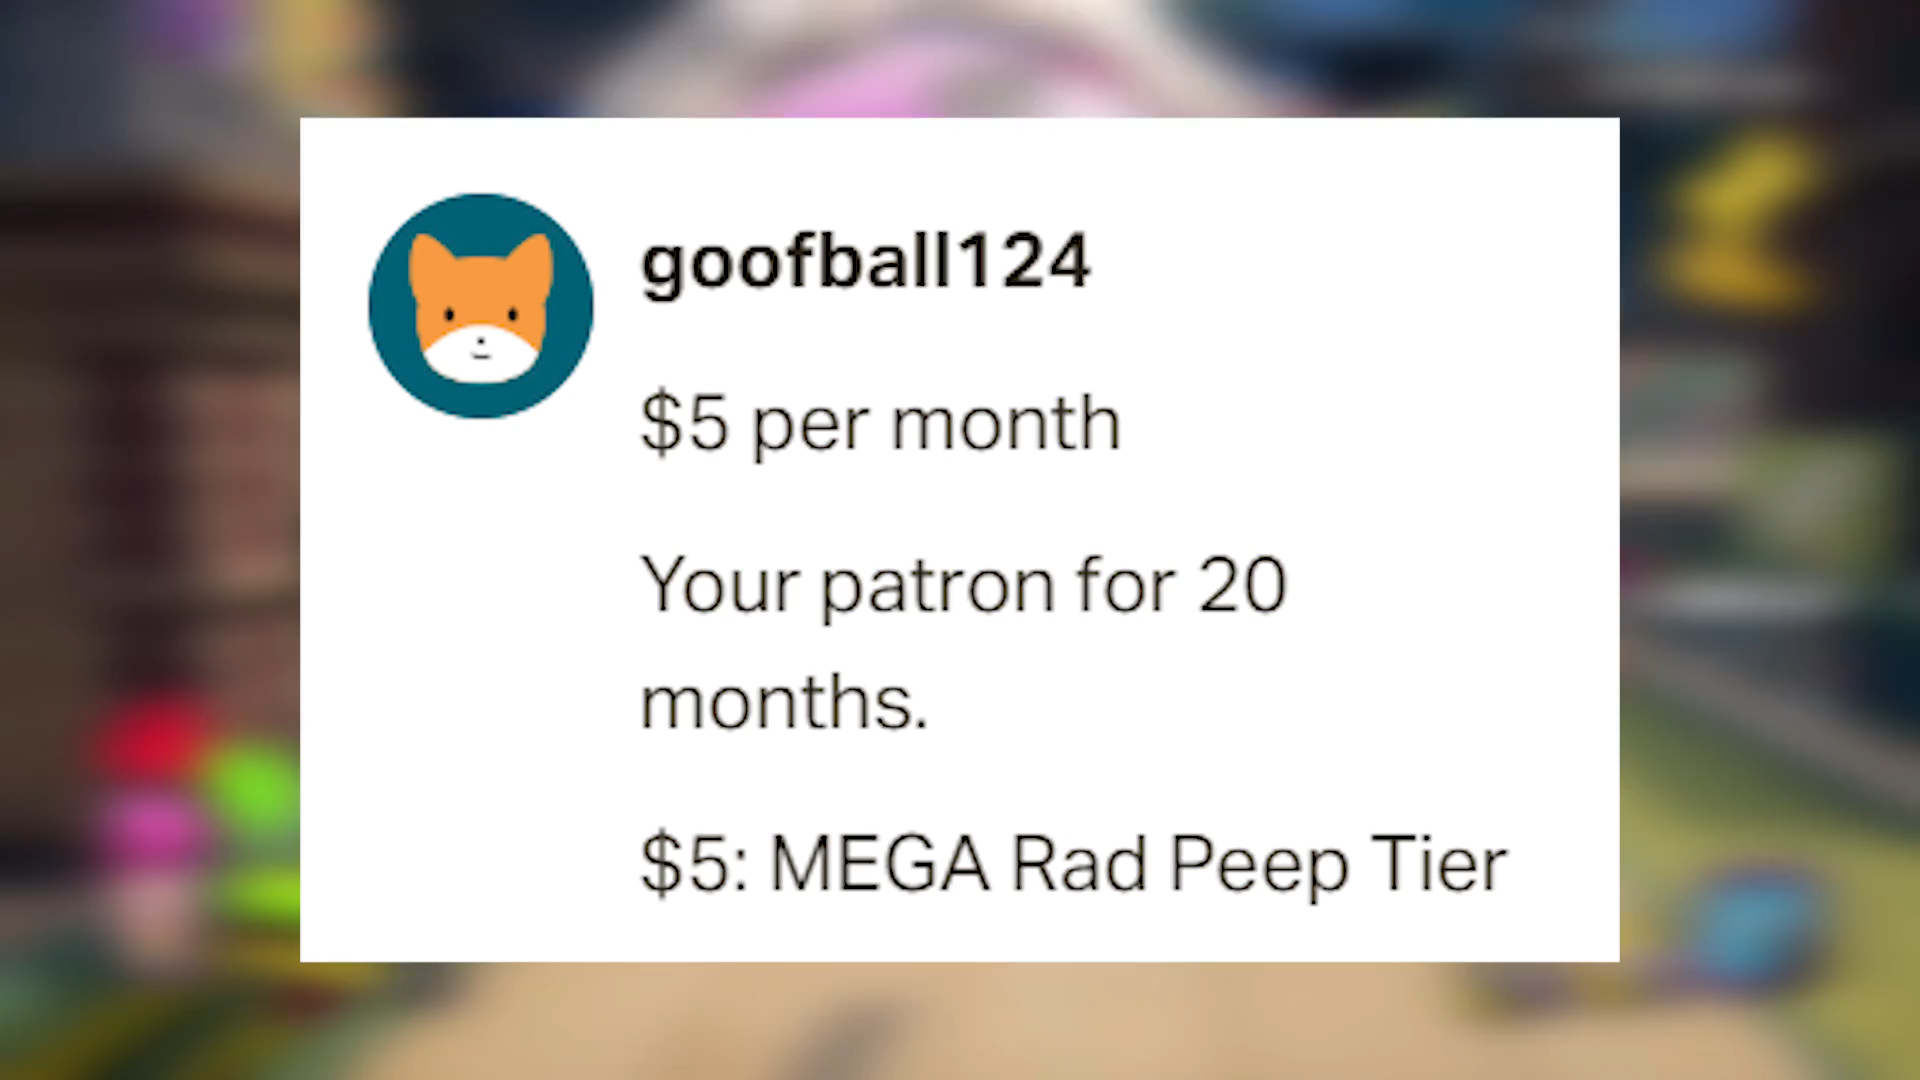 goofball124
$5 per month
Your patron for 20
months.
$5: MEGA Rad Peep Tier